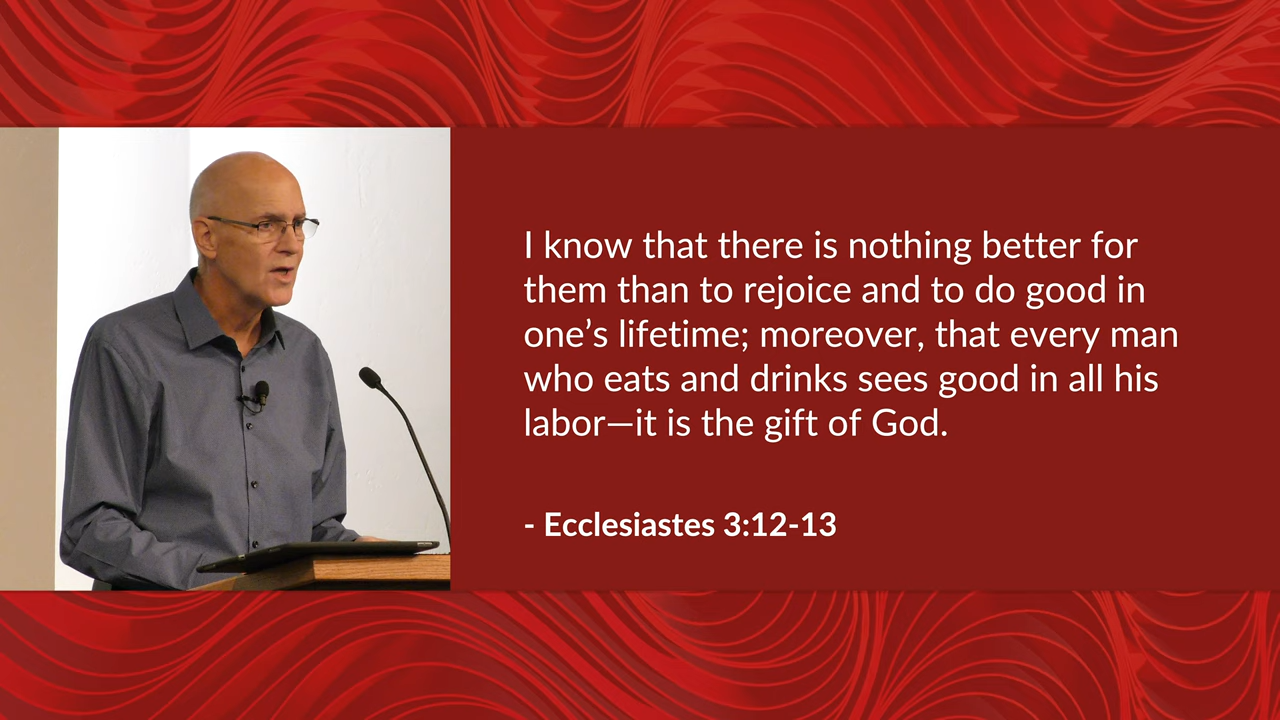 I know that there is nothing better for
them than to rejoice and to do good in
one’s lifetime; moreover, that every man
who eats and drinks sees good in all his
labor—it is the gift of God.
- Ecclesiastes 3:12-13